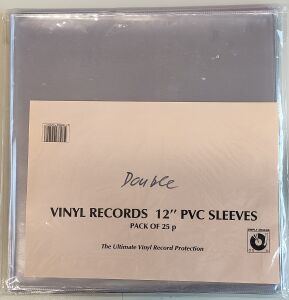 Double
VINYL RECORDS 12" PVC SLEEVES
PACK OF 25 p
The Ultimate Vinyl Record Protection